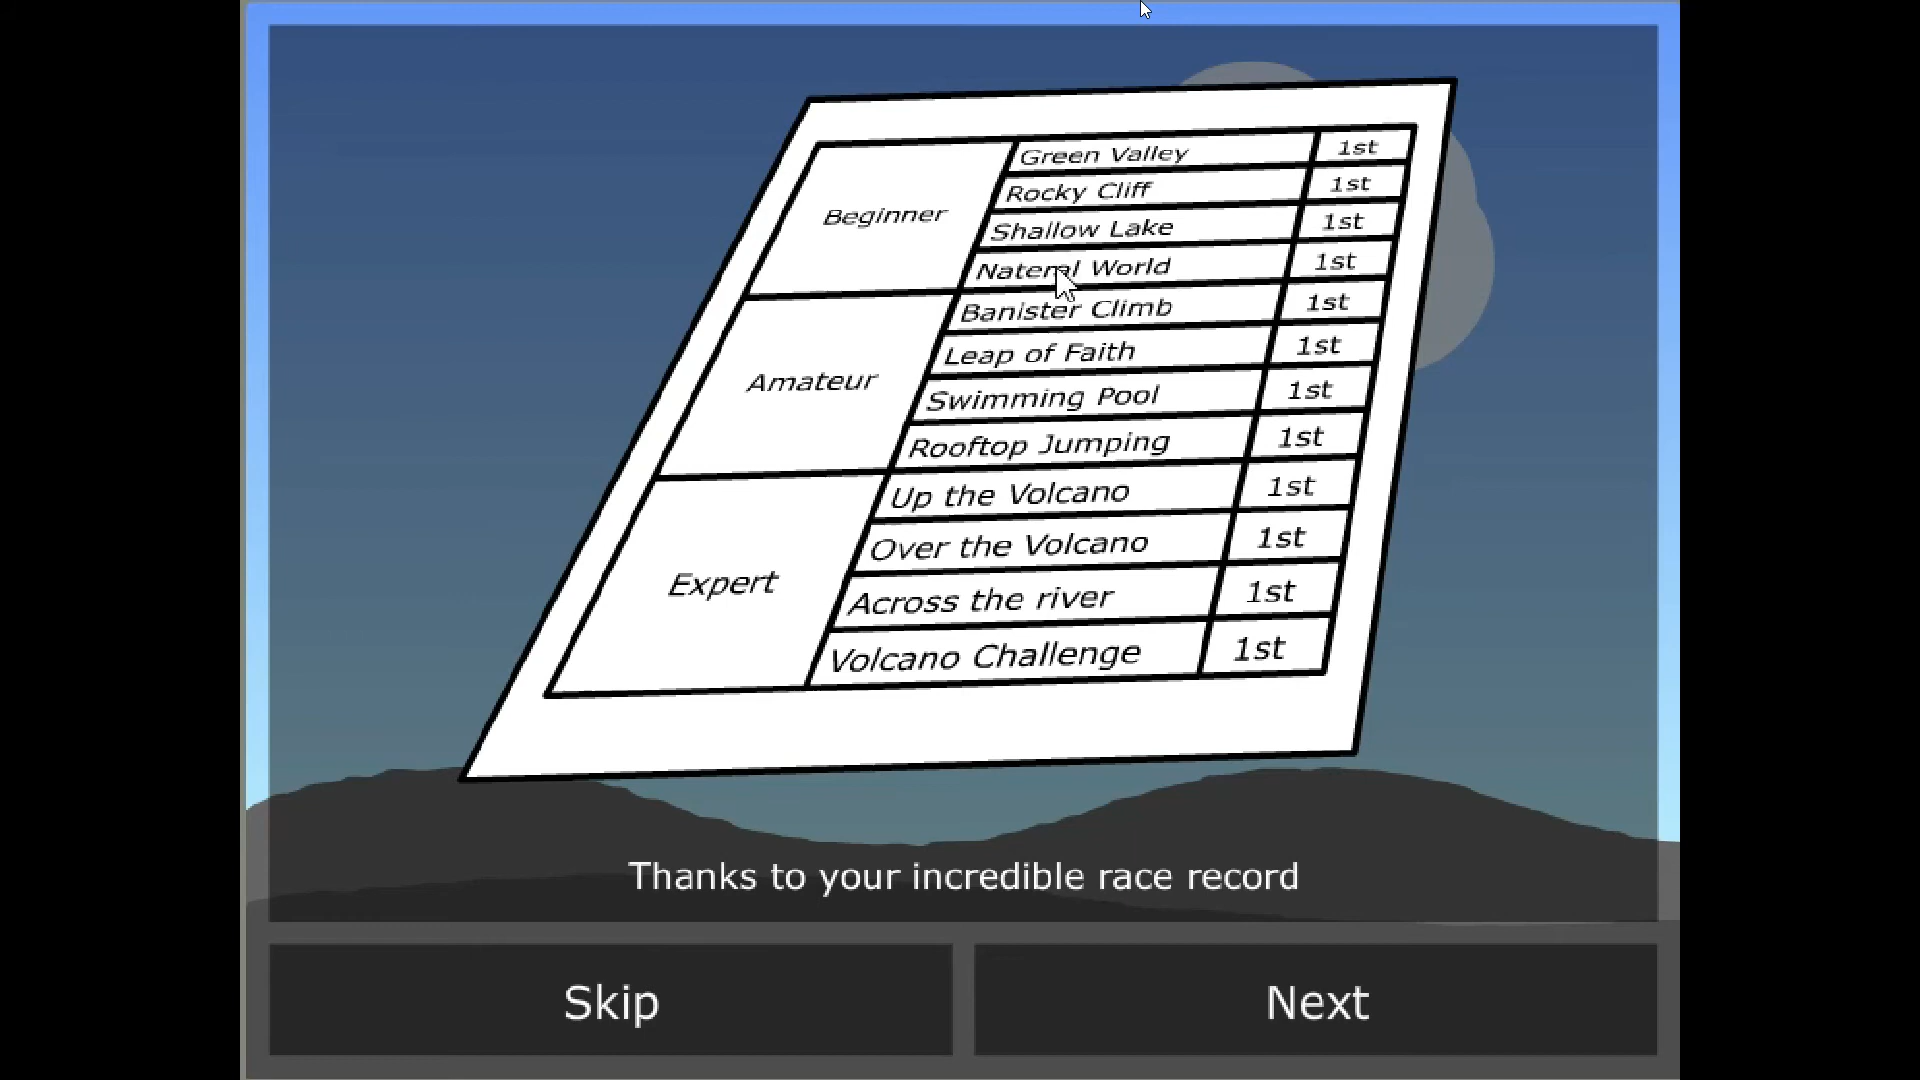 Beginner
Green Valley 1st
Rocky Cliff 1st
Shallow Lake 1st
Nateral World 1st
Amateur
Banister Climb 1st
Leap of Faith 1st
Swimming Pool 1st
Rooftop Jumping 1st
Expert
Up the Volcano 1st
Over the Volcano 1st
Across the river 1st
Volcano Challenge 1st
Thanks to your incredible race record
Skip
Next